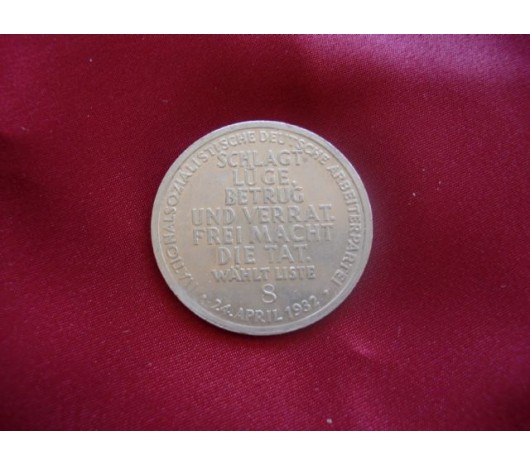 NATIONALSOZIALISTISCHE DEUTSCHE ARBEITERPARTEI
SCHLAGT
LÜGE,
BETRUG
UND VERRAT.
FREI MACHT
DIE TAT.
WÄHLT LISTE
8
• 24. APRIL 1932 •